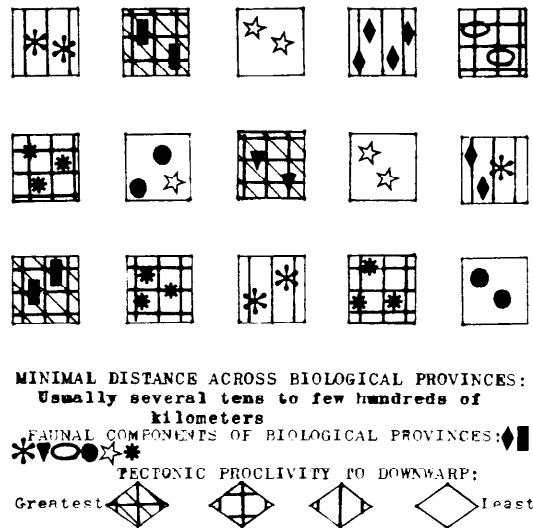 MINIMAL DISTANCE ACROSS BIOLOGICAL PROVINCES:
Usually several tens to few hundreds of
kilometers
FAUNAL COMPONENTS OF BIOLOGICAL PROVINCES:
TECTONIC PROCLIVITY TO DOWNWARP:
Greatest Least